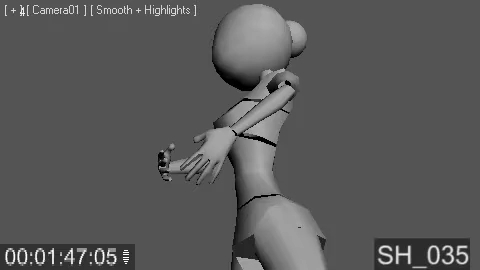 [ + ] [ Camera01 ] [ Smooth + Highlights ]
00:01:47:05
SH_035